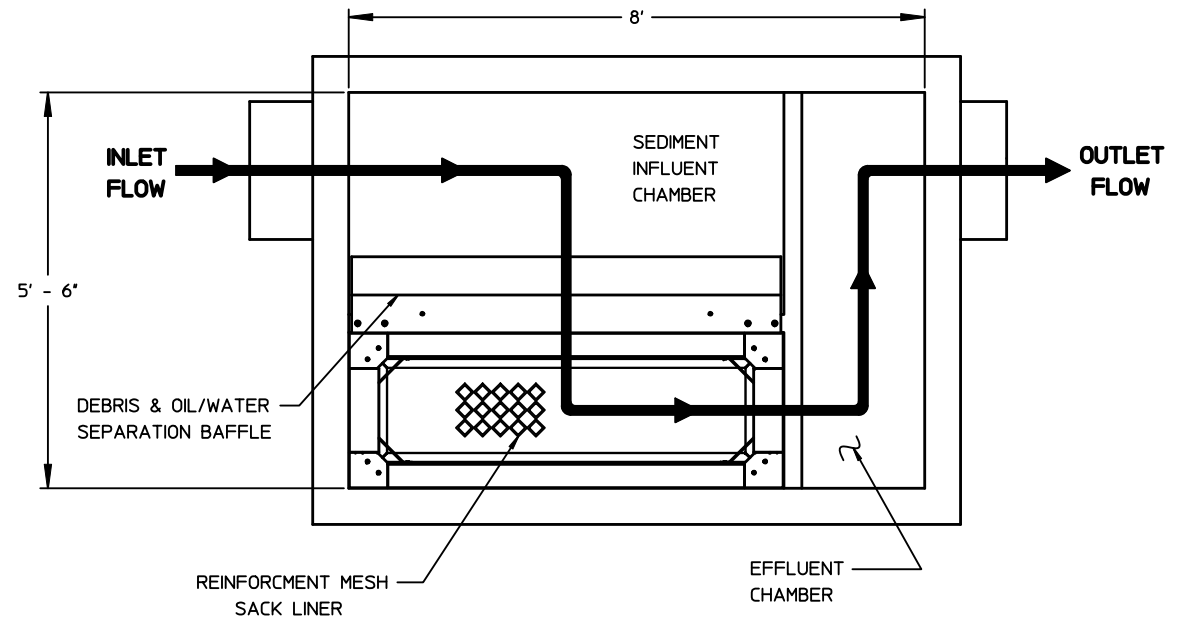 8'
SEDIMENT
INFLUENT
CHAMBER
INLET
FLOW
OUTLET
FLOW
5' - 6"
DEBRIS & OIL/WATER
SEPARATION BAFFLE
REINFORCMENT MESH
SACK LINER
EFFLUENT
CHAMBER